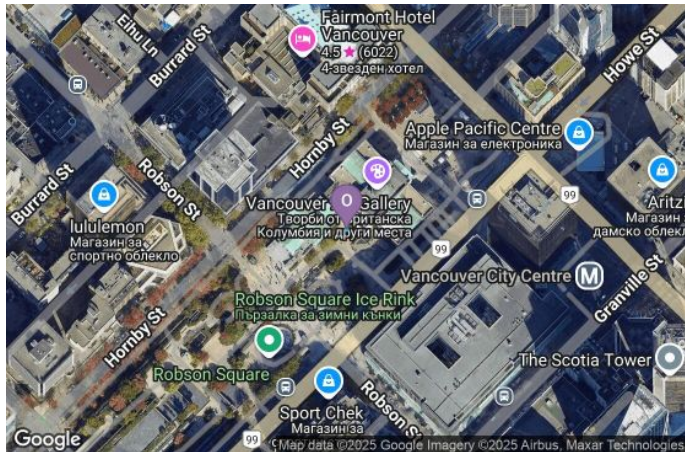 Eihu Ln
Burrard St
Fairmont Hotel
Vancouver
4.5 ★ (6022)
4-звезден хотел
Howe St
Hornby St
Apple Pacific Centre
Магазин за електроника
Robson St
Burrard St
lululemon
Магазин за
спортно облекло
O
Vancouver Gallery
Творби от Британска
Колумбия и други места
99
Aritzi
Магазин
дамско облекл
99
Vancouver City Centre
M
Granville St
Hornby St
Robson Square Ice Rink
Пързалка за зимни кънки
Robson Square
The Scotia Tower
Sport Chek
Магазин за
Robson St
99
Google
Map data ©2025 Google Imagery ©2025 Airbus, Maxar Technologies